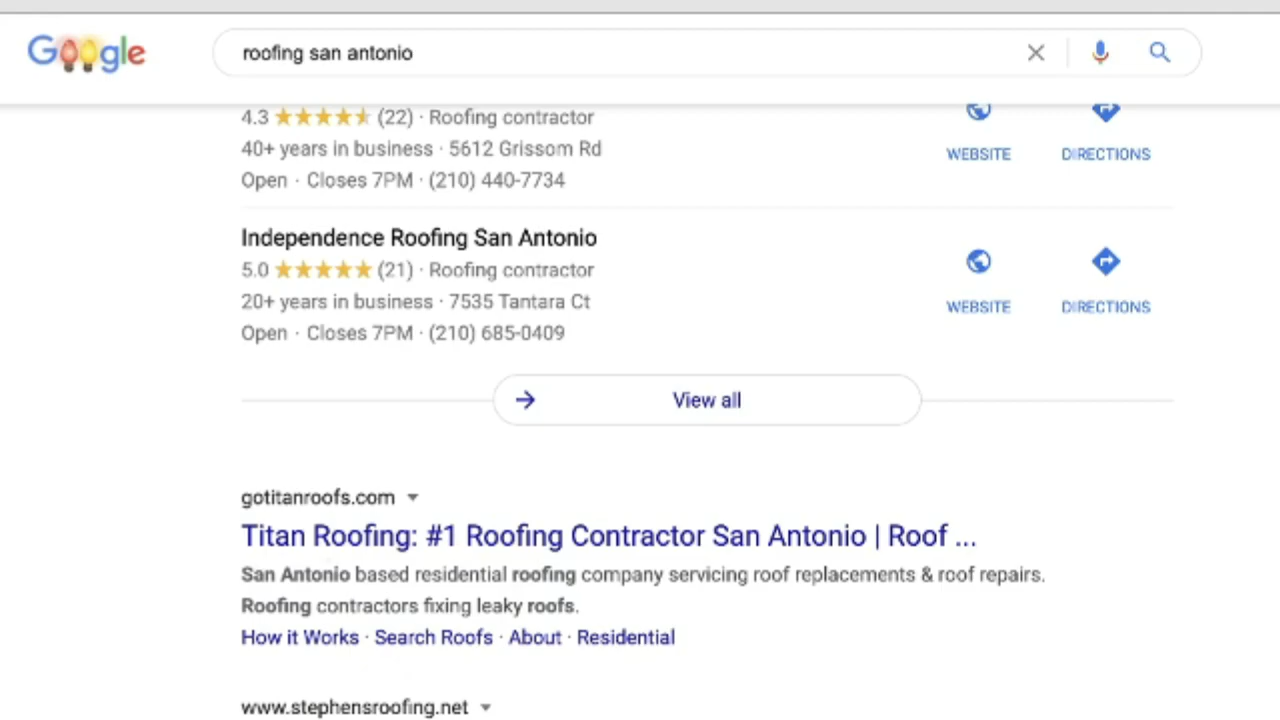 Google
roofing san antonio
4.3 (22) · Roofing contractor
40+ years in business · 5612 Grissom Rd
WEBSITE DIRECTIONS
Open · Closes 7PM · (210) 440-7734
Independence Roofing San Antonio
5.0 (21) · Roofing contractor
20+ years in business · 7535 Tantara Ct
WEBSITE DIRECTIONS
Open · Closes 7PM · (210) 685-0409
View all
gotitanroofs.com
Titan Roofing: #1 Roofing Contractor San Antonio | Roof ...
San Antonio based residential roofing company servicing roof replacements & roof repairs.
Roofing contractors fixing leaky roofs.
How it Works · Search Roofs · About · Residential
www.stephensroofing.net